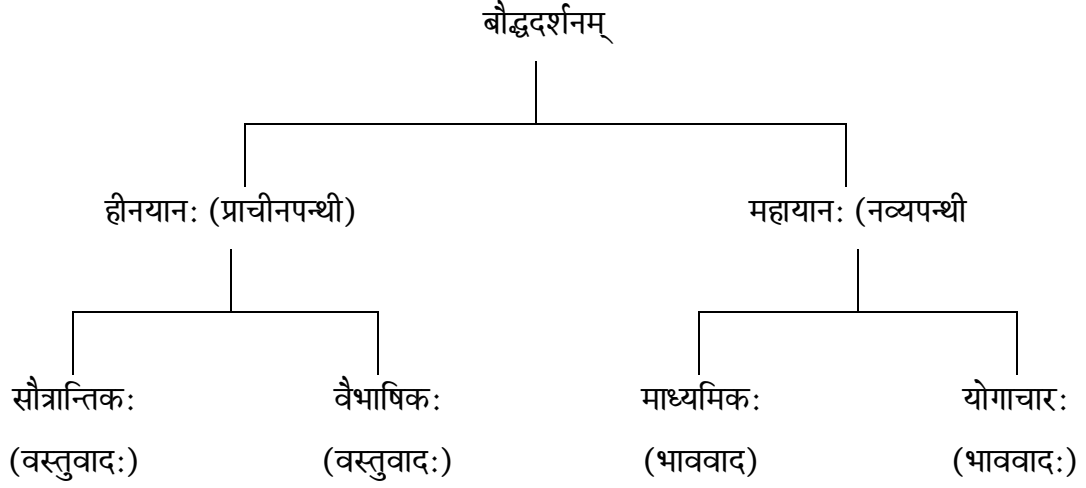 बौद्धदर्शनम्
हीनयान: (प्राचीनपन्थी)
महायान: (नव्यपन्थी
सौत्रान्तिक:
वैभाषिक:
माध्यमिक:
योगाचार:
(वस्तुवाद:)
(वस्तुवाद:)
(भाववाद)
(भाववाद:)